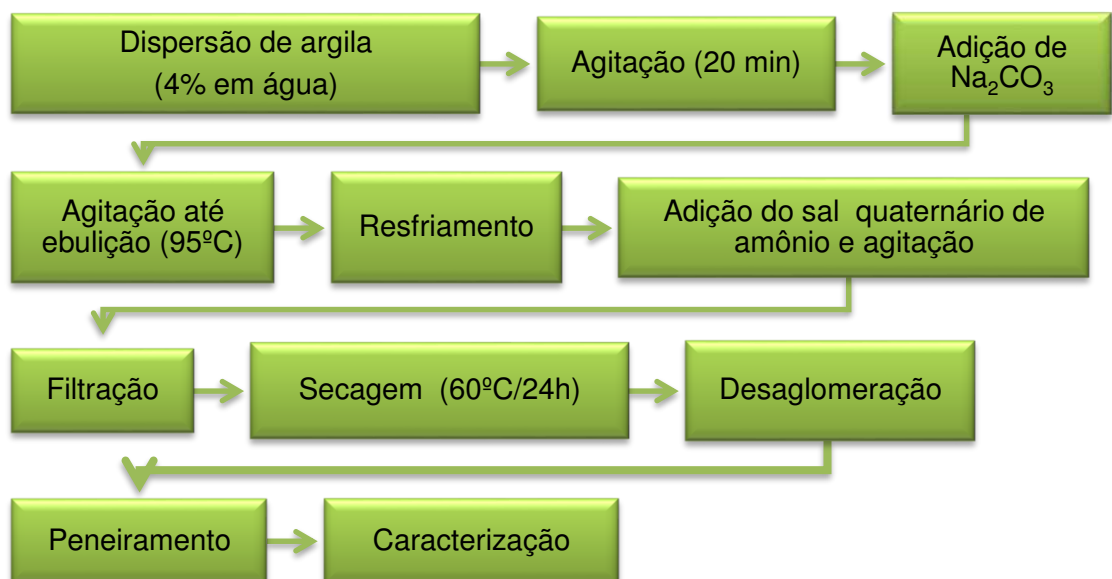 Dispersão de argila
(4% em água)
Agitação (20 min)
Adição de
Na₂CO₃
Agitação até
ebulição (95ºC)
Resfriamento
Adição do sal quaternário de
amônio e agitação
Filtração
Secagem (60ºC/24h)
Desaglomeração
Peneiramento
Caracterização